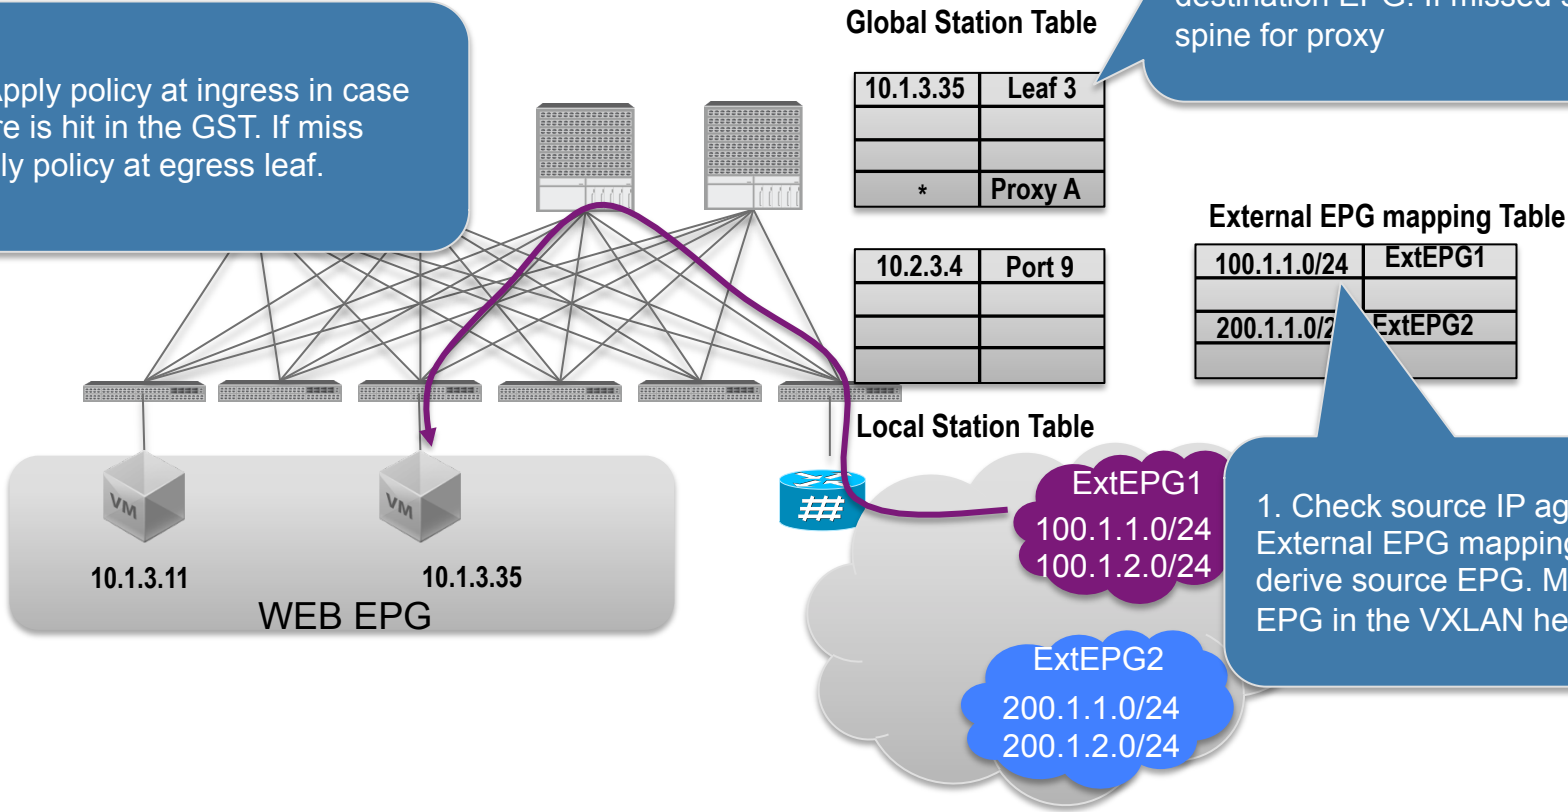 Global Station Table
spine for proxy
10.1.3.35 Leaf 3
* Proxy A
pply policy at ingress in case
re is hit in the GST. If miss
ly policy at egress leaf.
External EPG mapping Table
100.1.1.0/24 ExtEPG1
200.1.1.0/2 ExtEPG2
10.2.3.4 Port 9
Local Station Table
VM
VM
10.1.3.11
10.1.3.35
WEB EPG
ExtEPG1
100.1.1.0/24
100.1.2.0/24
1. Check source IP ag
External EPG mapping
derive source EPG. M
EPG in the VXLAN he
ExtEPG2
200.1.1.0/24
200.1.2.0/24